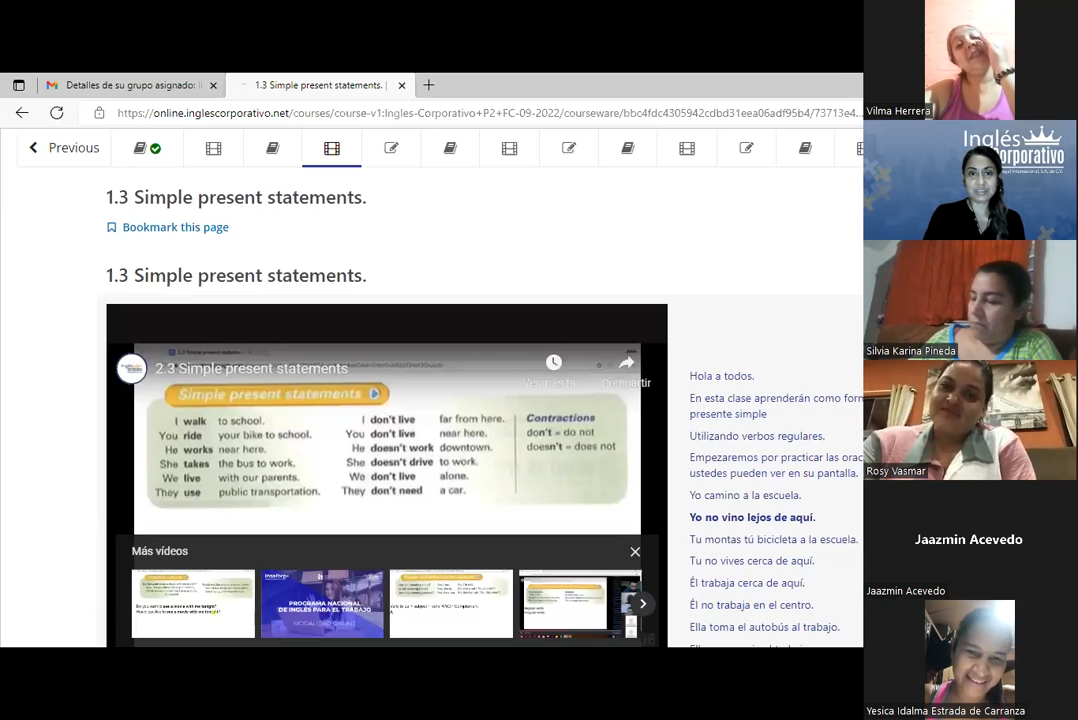 Detalles de su grupo asignado: I
1.3 Simple present statements. |
https://online.inglescorporativo.net/courses/course-v1:Ingles-Corporativo+P2+FC-09-2022/courseware/bbc4fdc4305942cdbd31eea06adf95b4/73713e4...
Previous
1.3 Simple present statements.
Bookmark this page
1.3 Simple present statements.
2.3 Simple present statements
Simple present statements
I walk to school.
You ride your bike to school.
He works near here.
She takes the bus to work.
We live with our parents.
They use public transportation.
I don't live far from here.
You don't live near here.
He doesn't work downtown.
She doesn't drive to work.
We don't live alone.
They don't need a car.
Contractions
don't = do not
doesn't = does not
Más vídeos
PROGRAMA NACIONAL
DE INGLÉS PARA EL TRABAJO
Hola a todos.
En esta clase aprenderán como form
presente simple
Utilizando verbos regulares.
Empezaremos por practicar las orac
ustedes pueden ver en su pantalla.
Yo camino a la escuela.
Yo no vino lejos de aquí.
Tu montas tú bicicleta a la escuela.
Tu no vives cerca de aquí.
Él trabaja cerca de aquí.
Él no trabaja en el centro.
Ella toma el autobús al trabajo.
Vilma Herrera
Inglés
Corporativo
Silvia Karina Pineda
Rosy Vasmar
Jaazmin Acevedo
Jaazmin Acevedo
Yesica Idalma Estrada de Carranza